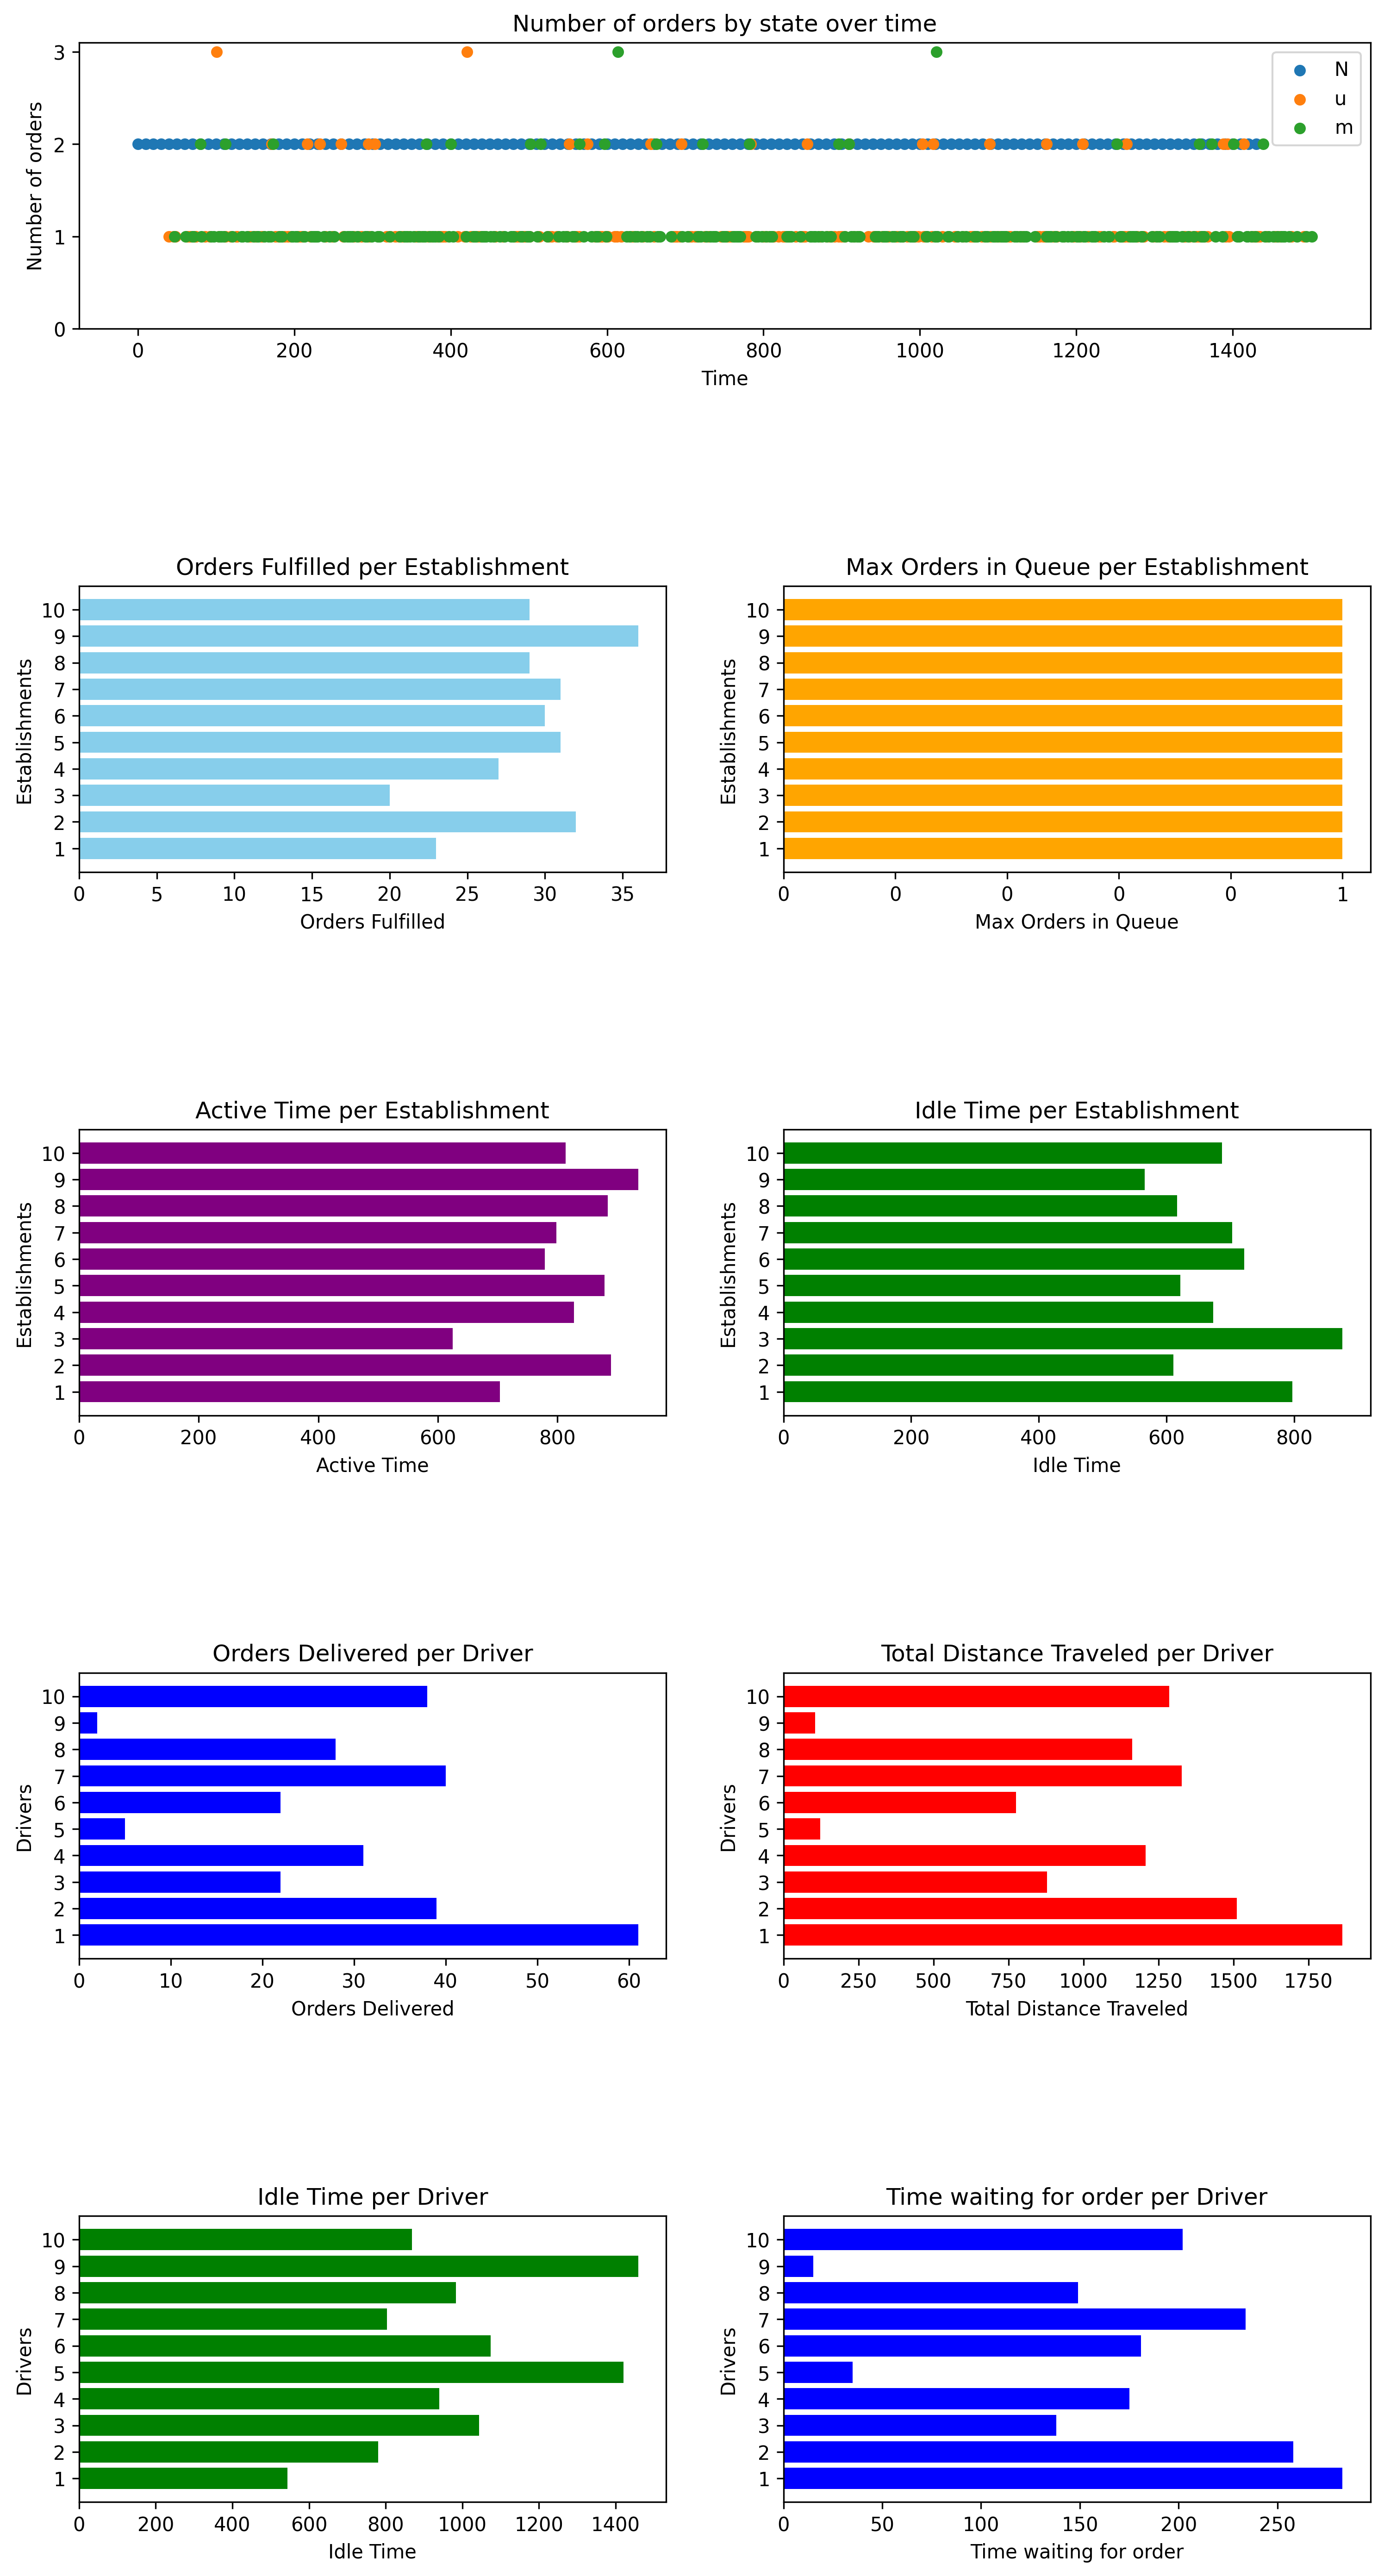 Number of orders by state over time
Number of orders
3
2
1
0
N
u
m
0 200 400 600 800 1000 1200 1400
Time
Orders Fulfilled per Establishment
Establishments
10
9
8
7
6
5
4
3
2
1
0 5 10 15 20 25 30 35
Orders Fulfilled
Max Orders in Queue per Establishment
Establishments
10
9
8
7
6
5
4
3
2
1
0 0 0 0 0 1
Max Orders in Queue
Active Time per Establishment
Establishments
10
9
8
7
6
5
4
3
2
1
0 200 400 600 800
Active Time
Idle Time per Establishment
Establishments
10
9
8
7
6
5
4
3
2
1
0 200 400 600 800
Idle Time
Orders Delivered per Driver
Drivers
10
9
8
7
6
5
4
3
2
1
0 10 20 30 40 50 60
Orders Delivered
Total Distance Traveled per Driver
Drivers
10
9
8
7
6
5
4
3
2
1
0 250 500 750 1000 1250 1500 1750
Total Distance Traveled
Idle Time per Driver
Drivers
10
9
8
7
6
5
4
3
2
1
0 200 400 600 800 1000 1200 1400
Idle Time
Time waiting for order per Driver
Drivers
10
9
8
7
6
5
4
3
2
1
0 50 100 150 200 250
Time waiting for order